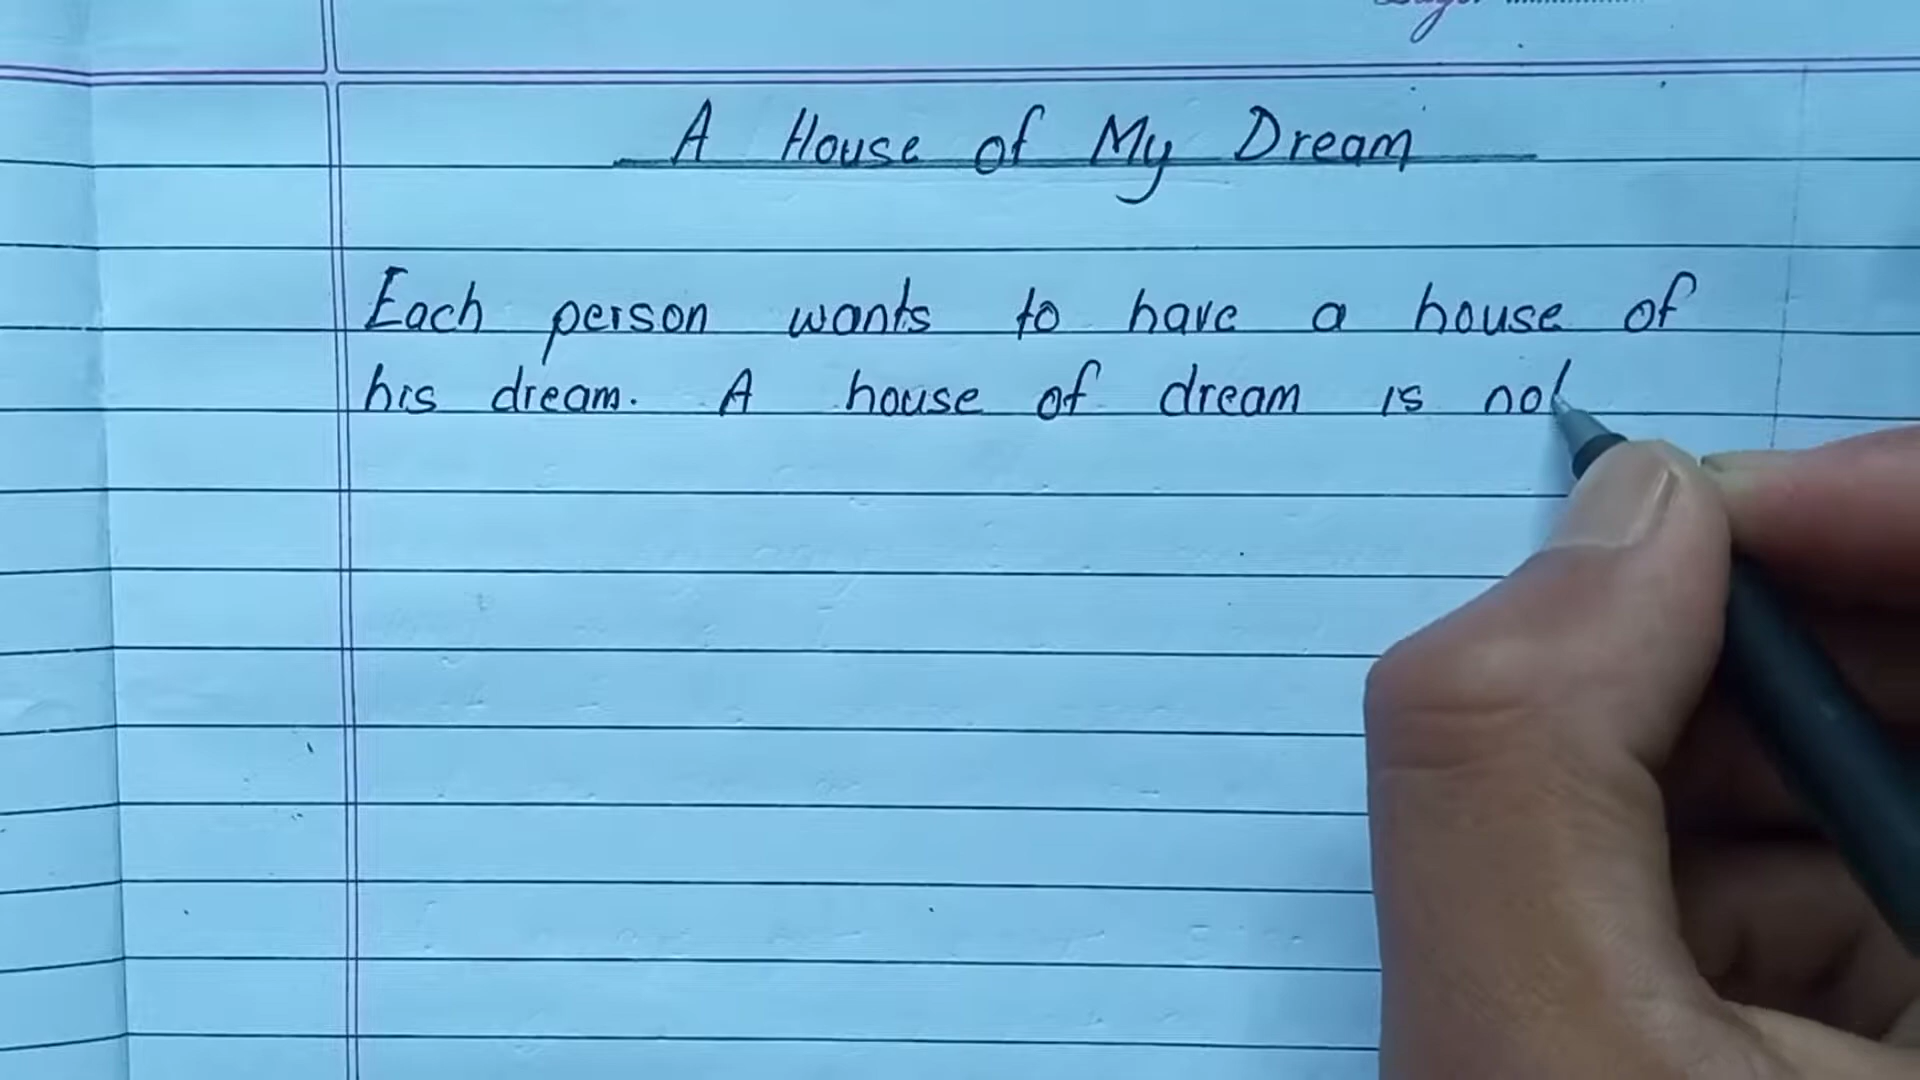 A House of My Dream
Each person wants to have a house of
his dream. A house of dream is not